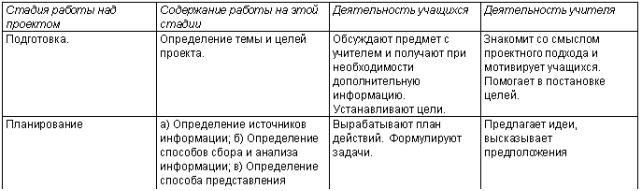 Стадия работы над проектом
Содержание работы на этой стадии
Деятельность учащихся
Деятельность учителя
Подготовка.
Определение темы и целей
проекта.
Обсуждают предмет с
учителем и получают при
необходимости
дополнительную
информацию.
Устанавливают цели.
Знакомит со смыслом
проектного подхода и
мотивирует учащихся.
Помогает в постановке
целей.
Планирование
а) Определение источников
информации; б) Определение
способов сбора и анализа
информации; в) Определение
способа представления
Вырабатывают план
действий. Формулируют
задачи.
Предлагает идеи,
высказывает
предположения